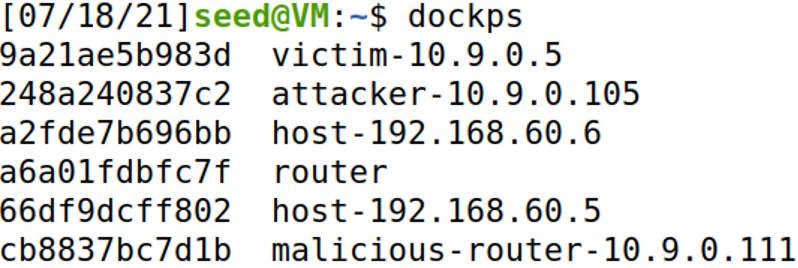 [07/18/21]seed@VM:~$ dockps
9a21ae5b983d  victim-10.9.0.5
248a240837c2  attacker-10.9.0.105
a2fde7b696bb  host-192.168.60.6
a6a01fdbfc7f  router
66df9dcff802  host-192.168.60.5
cb8837bc7d1b  malicious-router-10.9.0.111